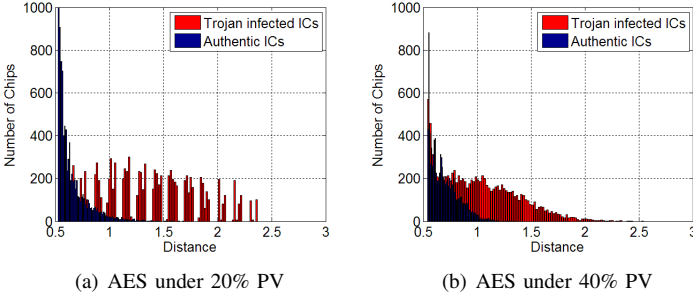 1000
800
600
400
200
0
Number of Chips
Trojan infected ICs
Authentic ICs
0.5 1 1.5 2 2.5 3
Distance
(a) AES under 20% PV
1000
800
600
400
200
0
Number of Chips
Trojan infected ICs
Authentic ICs
0.5 1 1.5 2 2.5 3
Distance
(b) AES under 40% PV